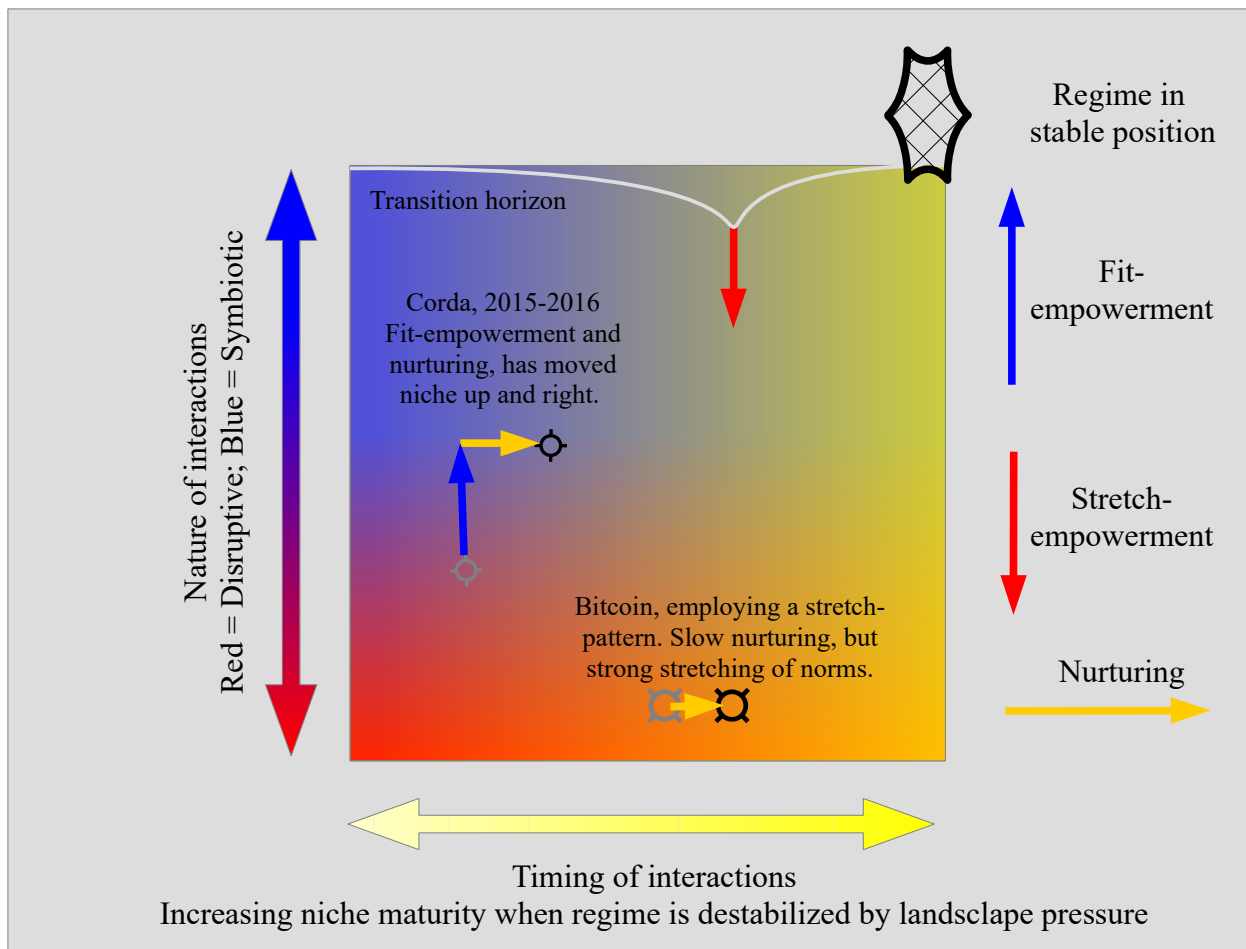 Regime in
stable position
Transition horizon
Fit-
empowerment
Corda, 2015-2016
Fit-empowerment and
nurturing, has moved
niche up and right.
Nature of interactions
Red = Disruptive; Blue = Symbiotic
Stretch-
empowerment
Bitcoin, employing a stretch-
pattern. Slow nurturing, but
strong stretching of norms.
Nurturing
Timing of interactions
Increasing niche maturity when regime is destabilized by landsclape pressure